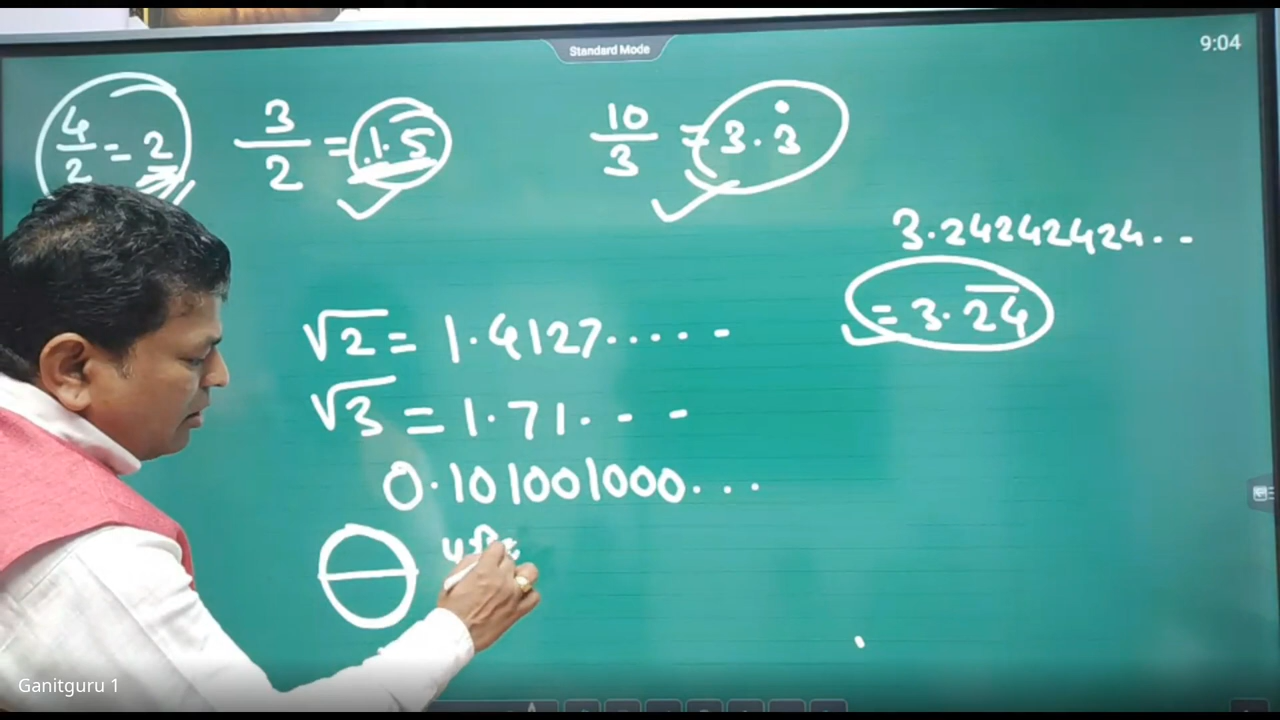 Standard Mode
9:04
4/2 = 2
3/2 = 1.5
10/3 = 3.3̇
3.24242424..-
= 3.2̅4̅
√2 = 1.4127.....-
√3 = 1.71.--
0.101001000...
Ganitguru 1